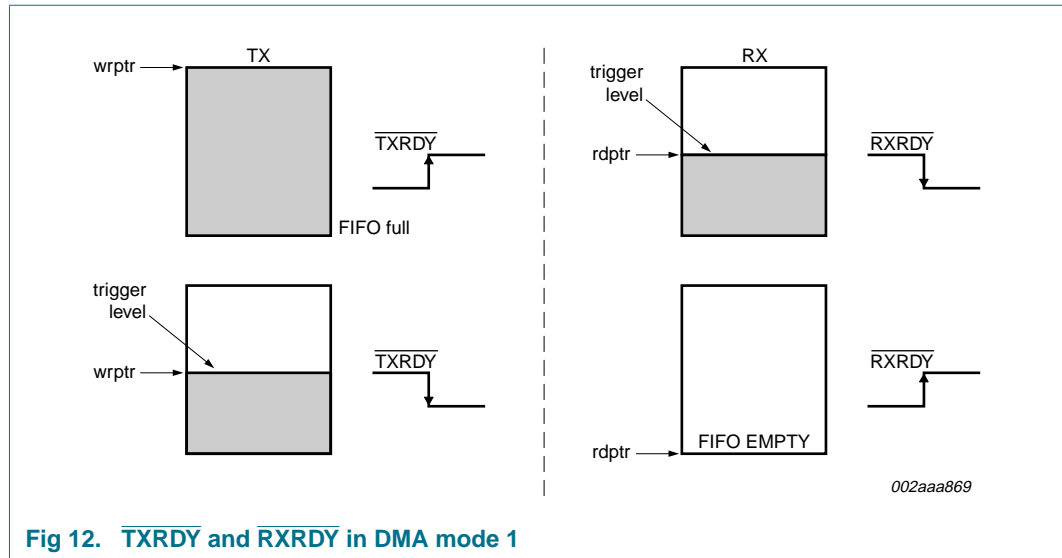 TX
wrptr
TXRDY
FIFO full
trigger
level
wrptr
TXRDY
RX
trigger
level
rdptr
RXRDY
RXRDY
FIFO EMPTY
rdptr
002aaa869
Fig 12. TXRDY and RXRDY in DMA mode 1